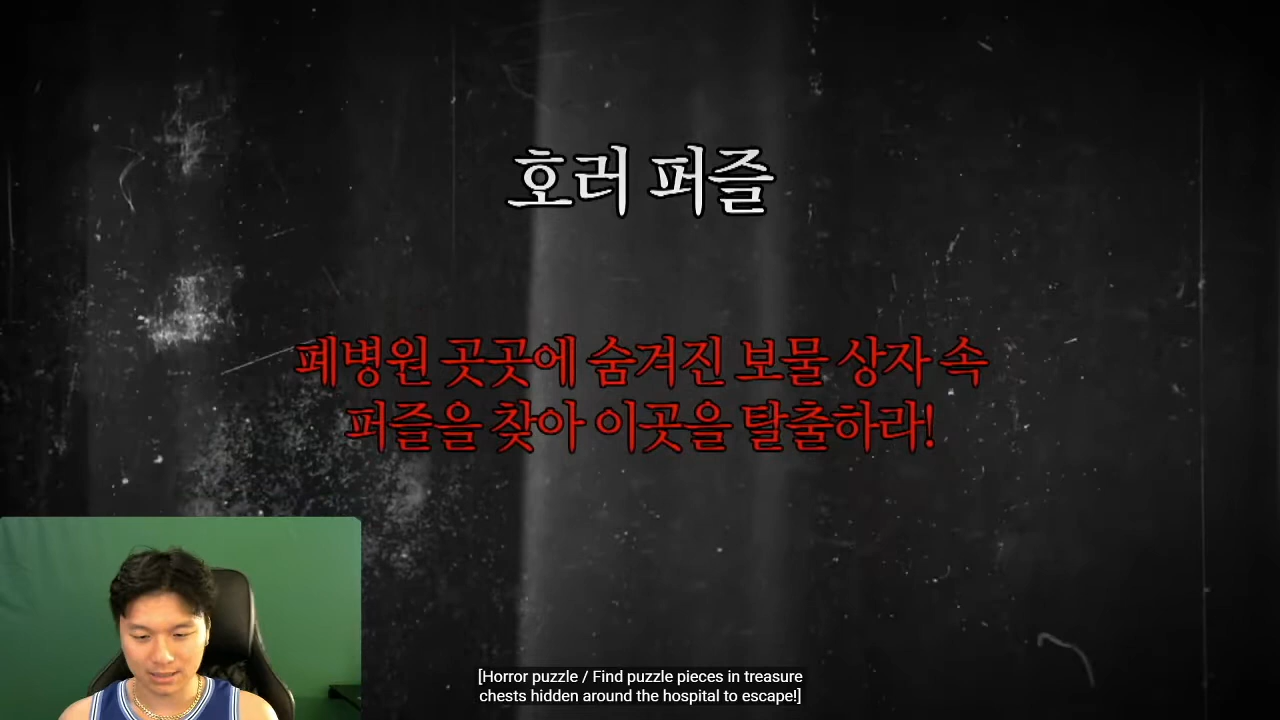 호러 퍼즐
폐병원 곳곳에 숨겨진 보물 상자 속
퍼즐을 찾아 이곳을 탈출하라!
[Horror puzzle / Find puzzle pieces in treasure
chests hidden around the hospital to escape!]